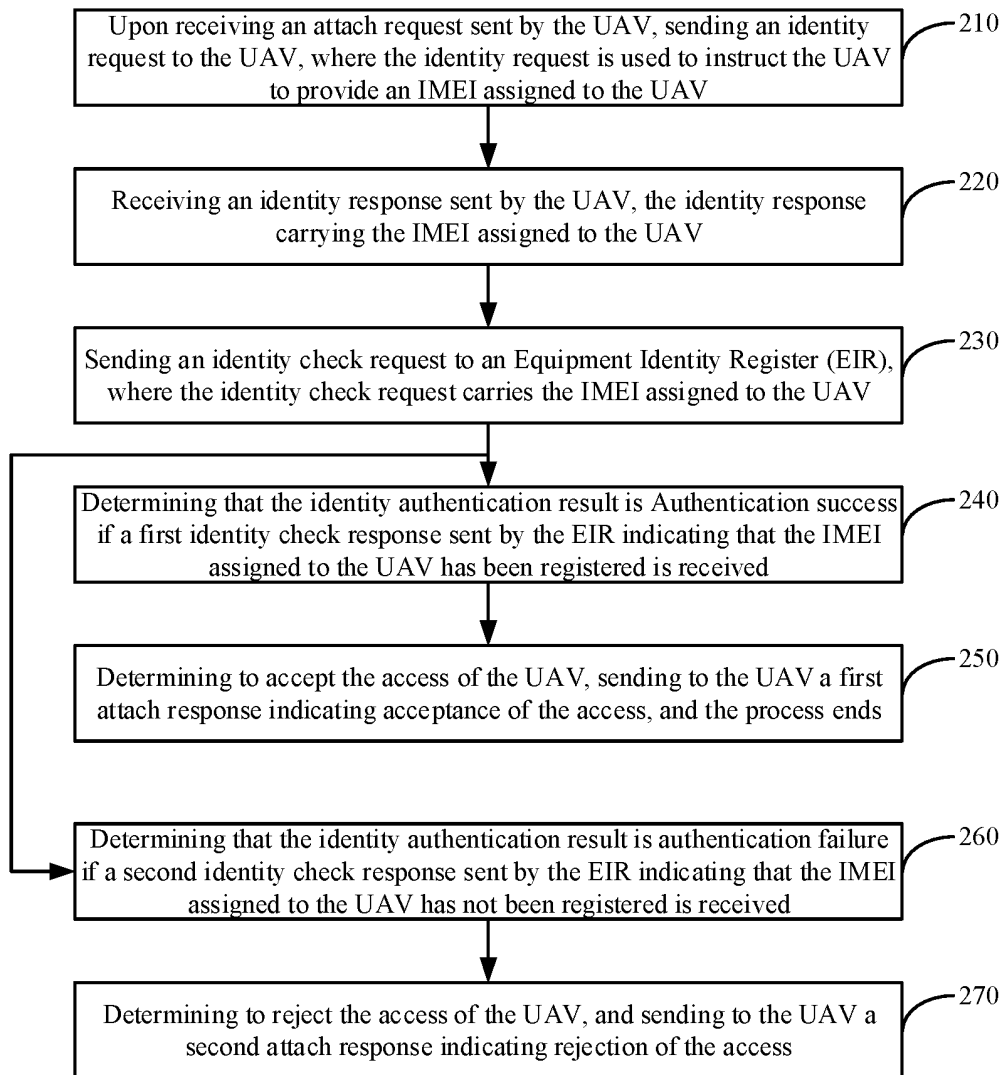 Upon receiving an attach request sent by the UAV, sending an identity
request to the UAV, where the identity request is used to instruct the UAV
to provide an IMEI assigned to the UAV
210
Receiving an identity response sent by the UAV, the identity response
carrying the IMEI assigned to the UAV
220
Sending an identity check request to an Equipment Identity Register (EIR),
where the identity check request carries the IMEI assigned to the UAV
230
Determining that the identity authentication result is Authentication success
if a first identity check response sent by the EIR indicating that the IMEI
assigned to the UAV has been registered is received
240
Determining to accept the access of the UAV, sending to the UAV a first
attach response indicating acceptance of the access, and the process ends
250
Determining that the identity authentication result is authentication failure
if a second identity check response sent by the EIR indicating that the IMEI
assigned to the UAV has not been registered is received
260
Determining to reject the access of the UAV, and sending to the UAV a
second attach response indicating rejection of the access
270